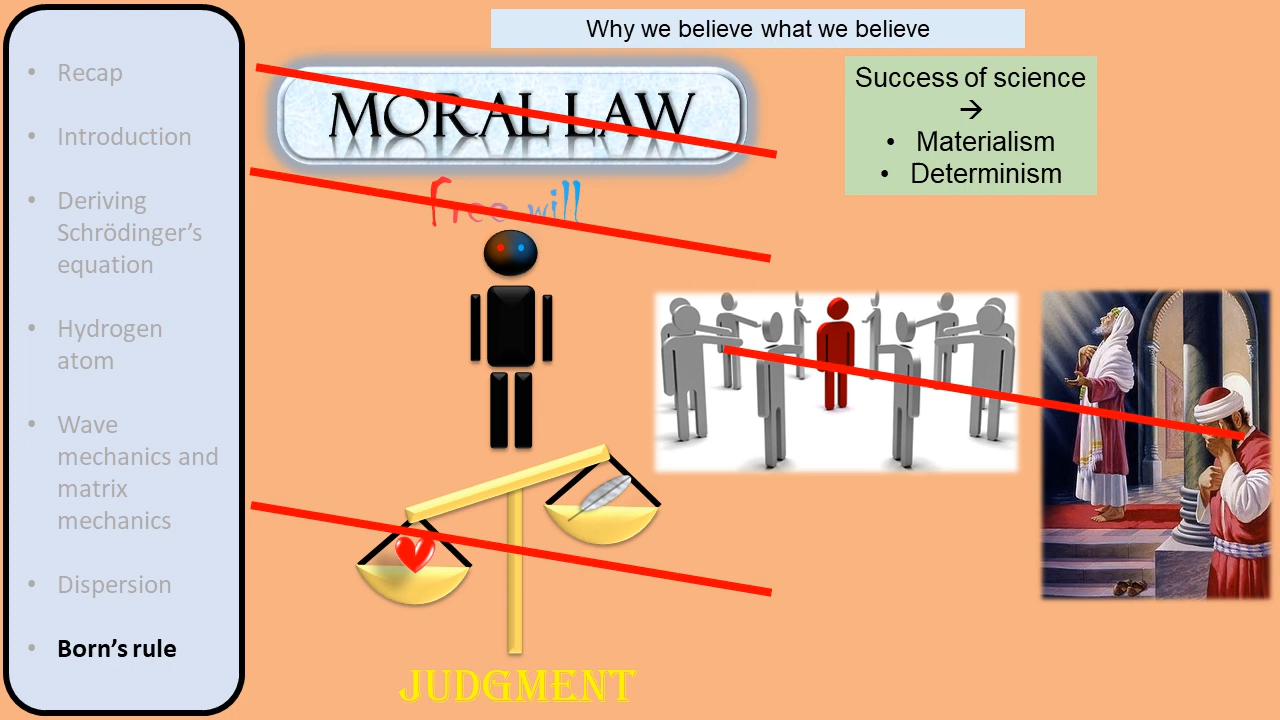 Recap
Introduction
Deriving
Schrödinger's
equation
Hydrogen
atom
Wave
mechanics and
matrix
mechanics
Dispersion
Born's rule
Why we believe what we believe
MORAL LAW
free will
JUDGMENT
Success of science
→
• Materialism
• Determinism